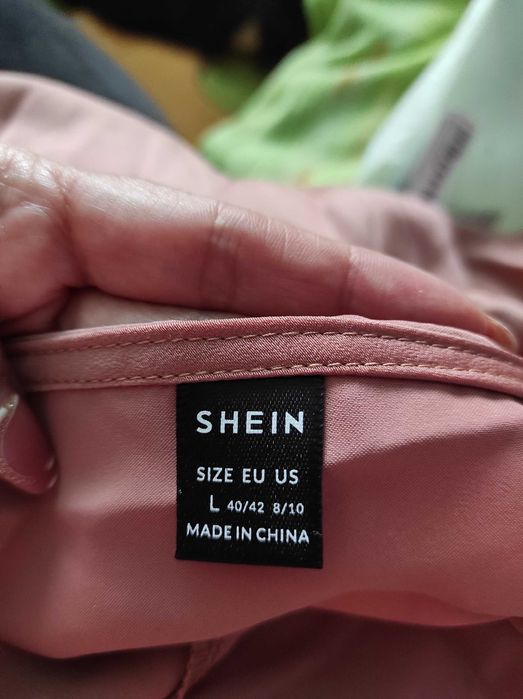 SHEIN
SIZE EU US
L 40/42 8/10
MADE IN CHINA